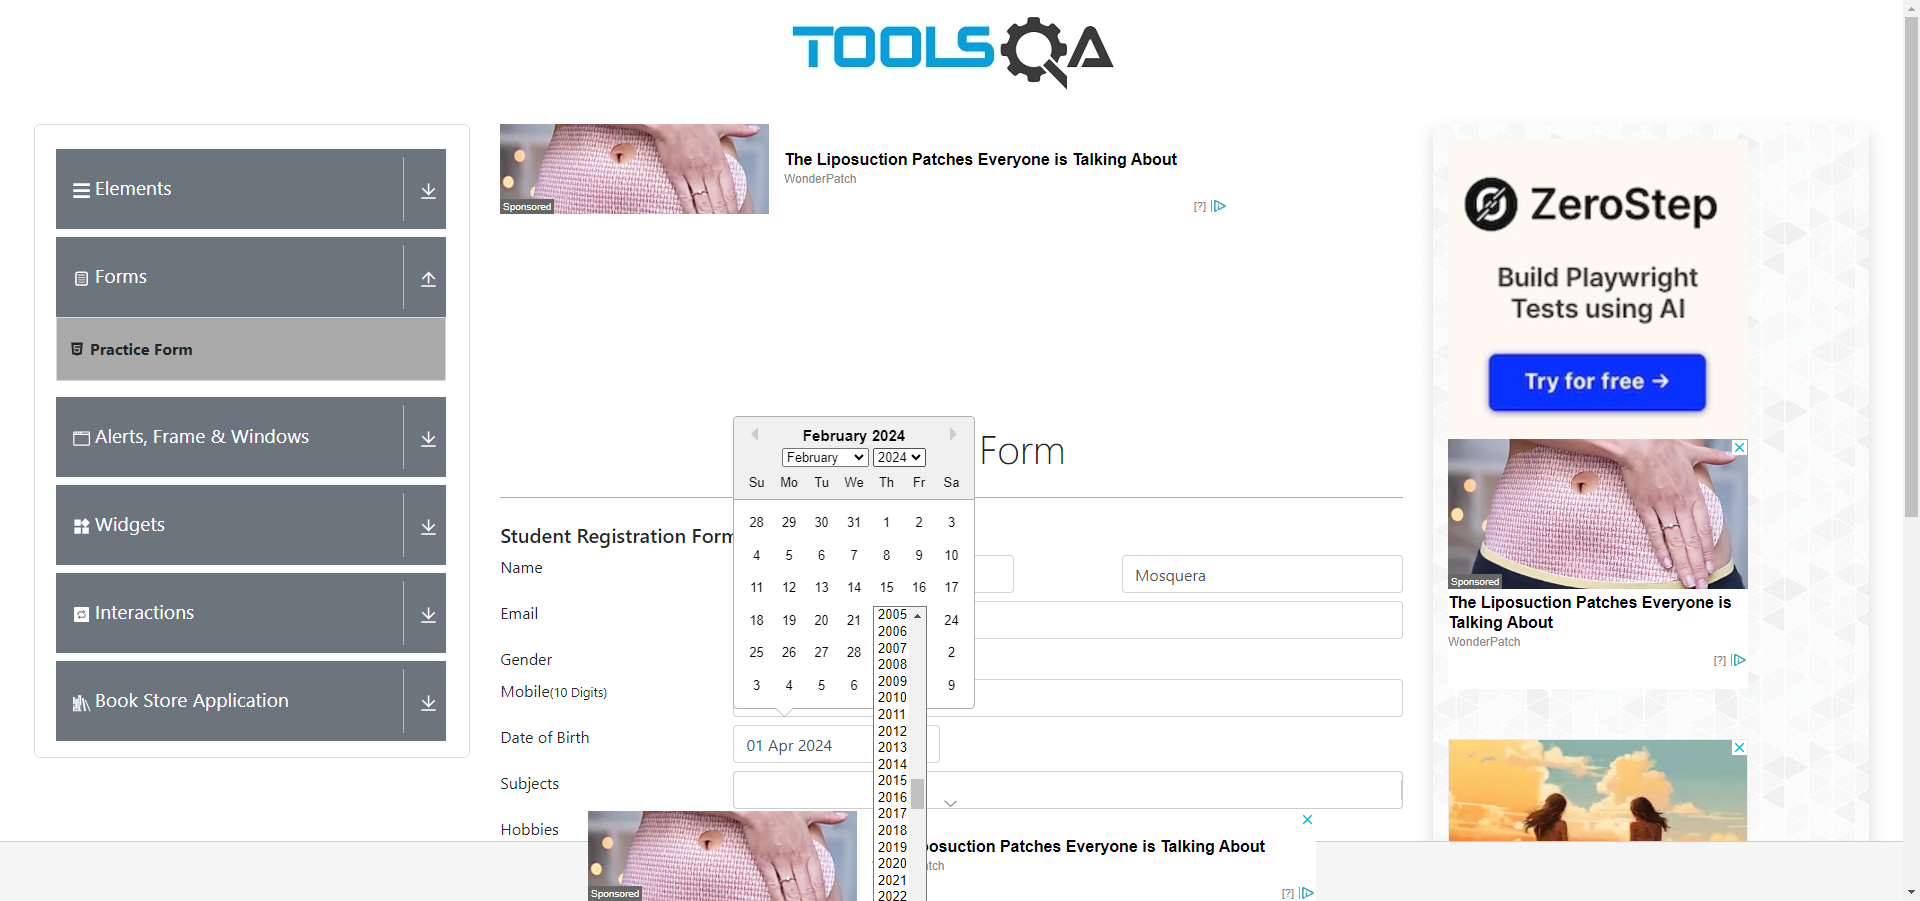 TOOLSQA
Elements
Forms
Practice Form
Alerts, Frame & Windows
Widgets
Interactions
Book Store Application
Sponsored
The Liposuction Patches Everyone is Talking About
WonderPatch
[?]
Form
Student Registration Form
Name
Mosquera
Email
Gender
Mobile(10 Digits)
Date of Birth
01 Apr 2024
Subjects
Hobbies
February 2024
February 2024
Su Mo Tu We Th Fr Sa
28 29 30 31 1 2 3
4 5 6 7 8 9 10
11 12 13 14 15 16 17
18 19 20 21 24
25 26 27 28 2
3 4 5 6 9
2005
2006
2007
2008
2009
2010
2011
2012
2013
2014
2015
2016
2017
2018
2019
2020
2021
2022
Sponsored
posuction Patches Everyone is Talking About
tch
[?]
ZeroStep
Build Playwright
Tests using AI
Try for free →
Sponsored
The Liposuction Patches Everyone is
Talking About
WonderPatch
[?]